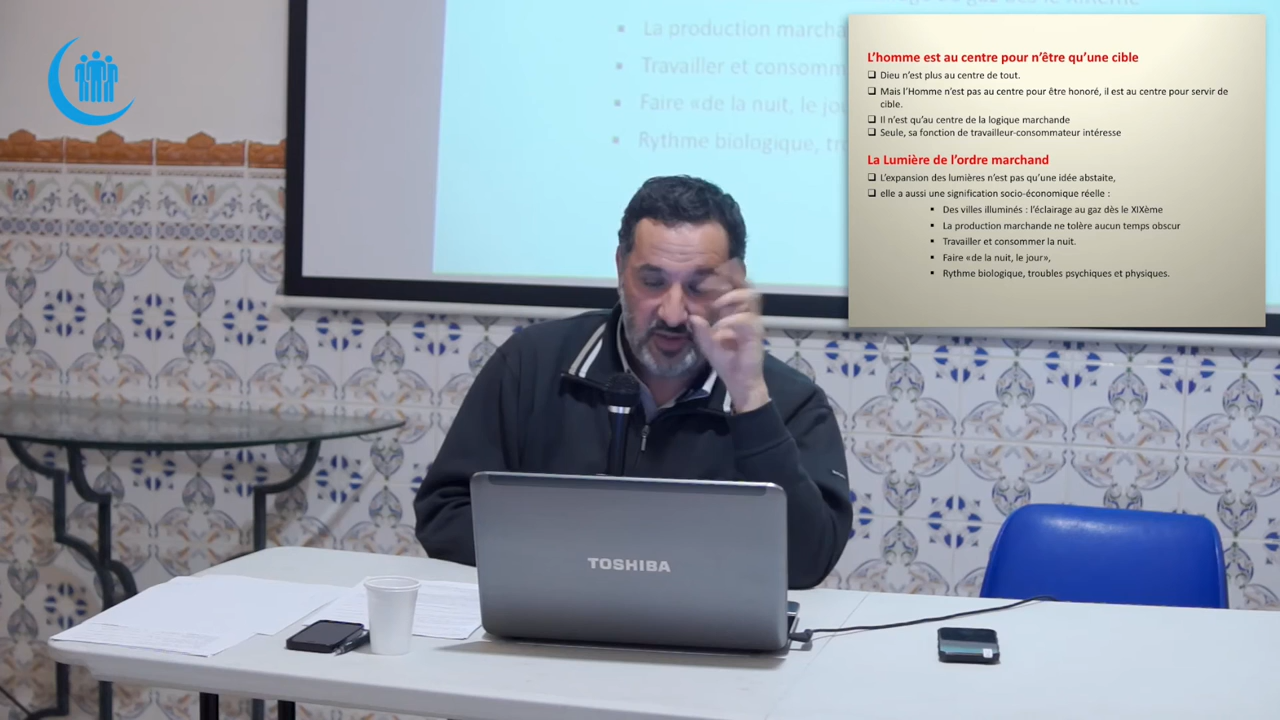 La production marcha
Travailler et consomm
Faire «de la nuit, le jou
Rythme biologique, tr
L'homme est au centre pour n'être qu'une cible
Dieu n'est plus au centre de tout.
Mais l'Homme n'est pas au centre pour être honoré, il est au centre pour servir de
cible.
Il n'est qu'au centre de la logique marchande
Seule, sa fonction de travailleur-consommateur intéresse
La Lumière de l'ordre marchand
L'expansion des lumières n'est pas qu'une idée abstaite,
elle a aussi une signification socio-économique réelle :
Des villes illuminés : l'éclairage au gaz dès le XIXème
La production marchande ne tolère aucun temps obscur
Travailler et consommer la nuit.
Faire «de la nuit, le jour»,
Rythme biologique, troubles psychiques et physiques.
TOSHIBA